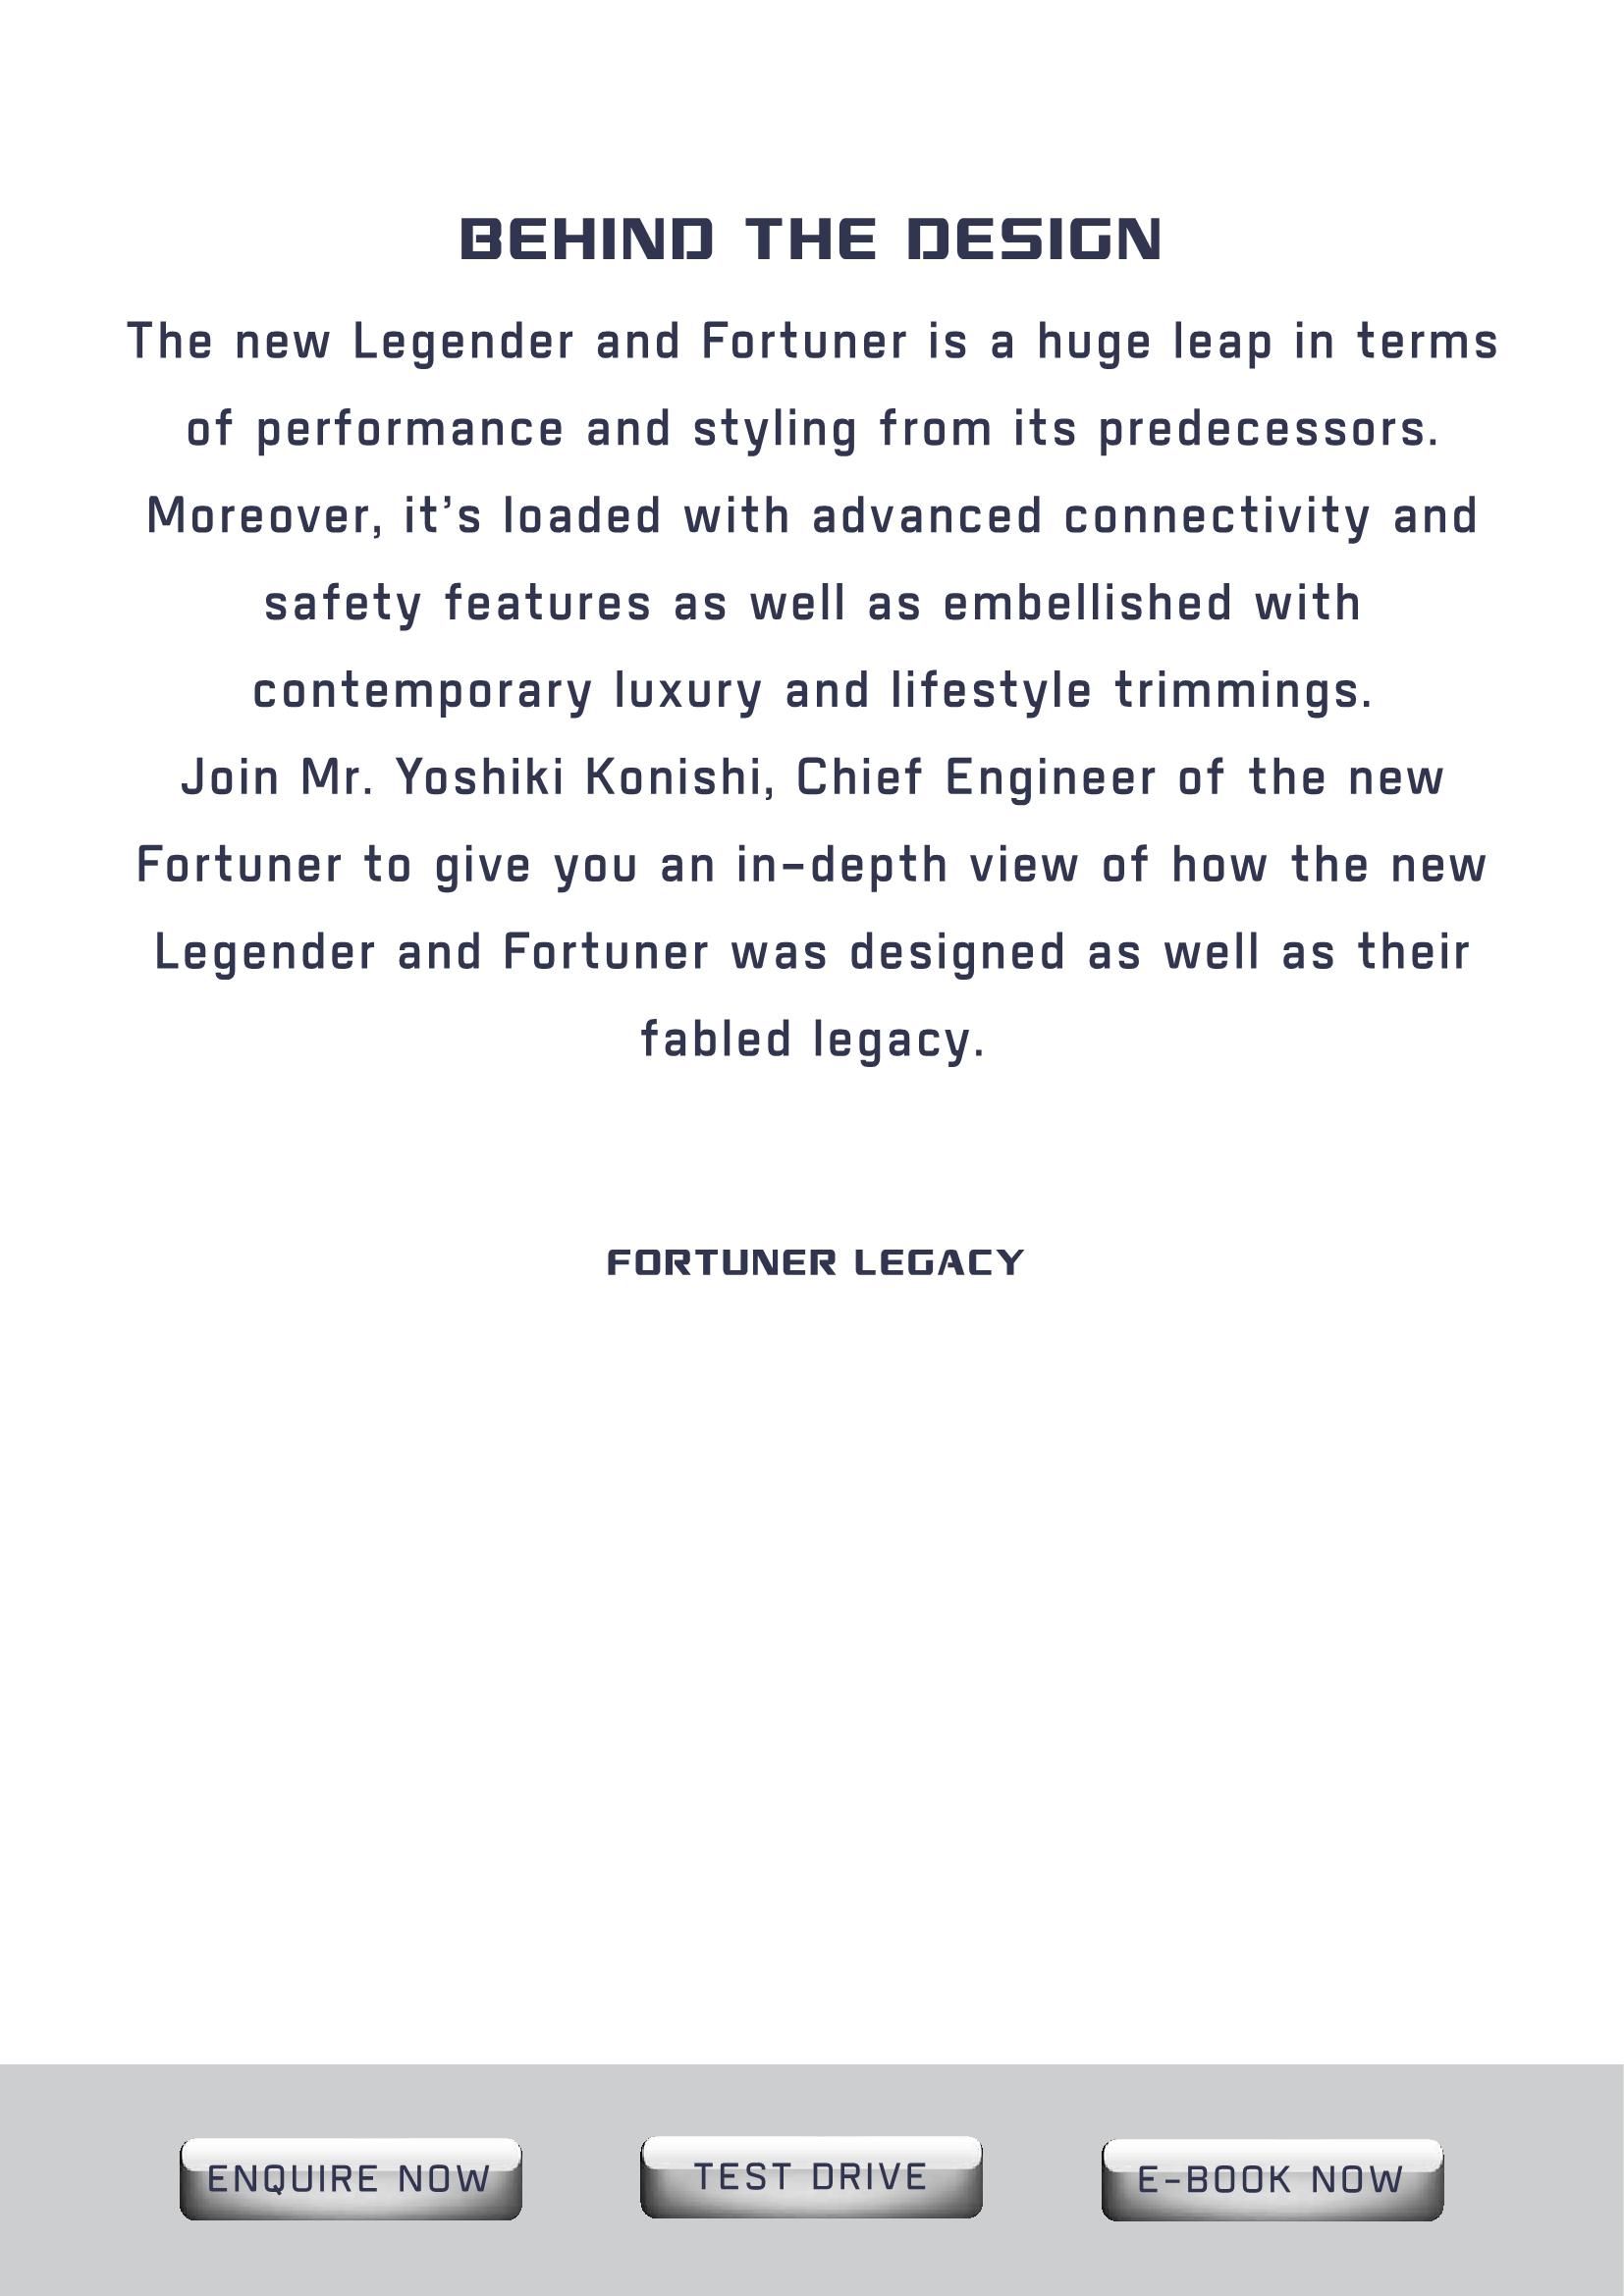 BEHIND THE DESIGN
The new Legender and Fortuner is a huge leap in terms
of performance and styling from its predecessors.
Moreover, it’s loaded with advanced connectivity and
safety features as well as embellished with
contemporary luxury and lifestyle trimmings.
Join Mr. Yoshiki Konishi, Chief Engineer of the new
Fortuner to give you an in-depth view of how the new
Legender and Fortuner was designed as well as their
fabled legacy.
FORTUNER LEGACY
ENQUIRE NOW
TEST DRIVE
E-BOOK NOW